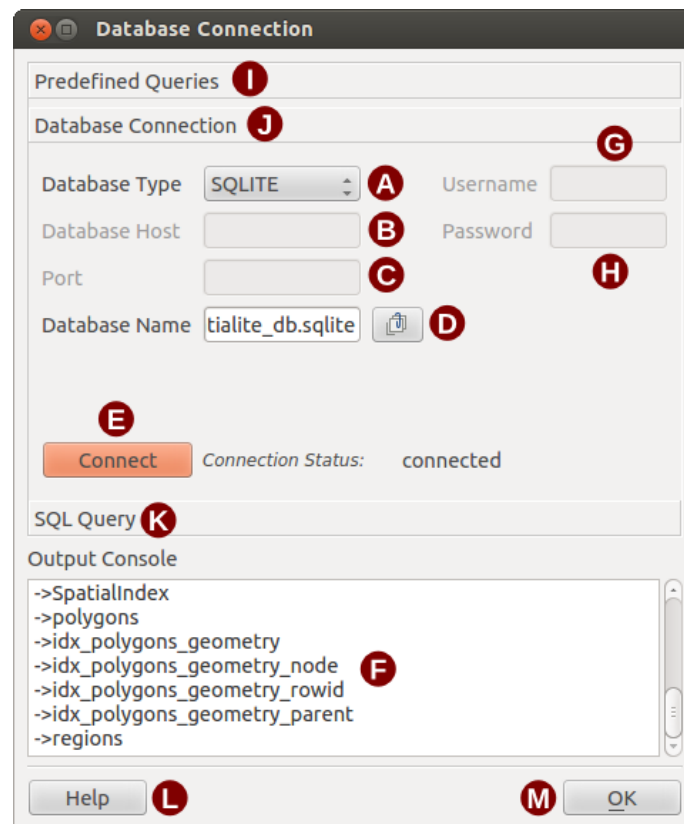 Database Connection
Predefined Queries I
Database Connection J
G
Database Type SQLITE A Username
Database Host B Password
Port C H
Database Name tialite_db.sqlite D
E
Connect Connection Status: connected
SQL Query K
Output Console
->SpatialIndex
->polygons
->idx_polygons_geometry
->idx_polygons_geometry_node F
->idx_polygons_geometry_rowid
->idx_polygons_geometry_parent
->regions
Help L M OK